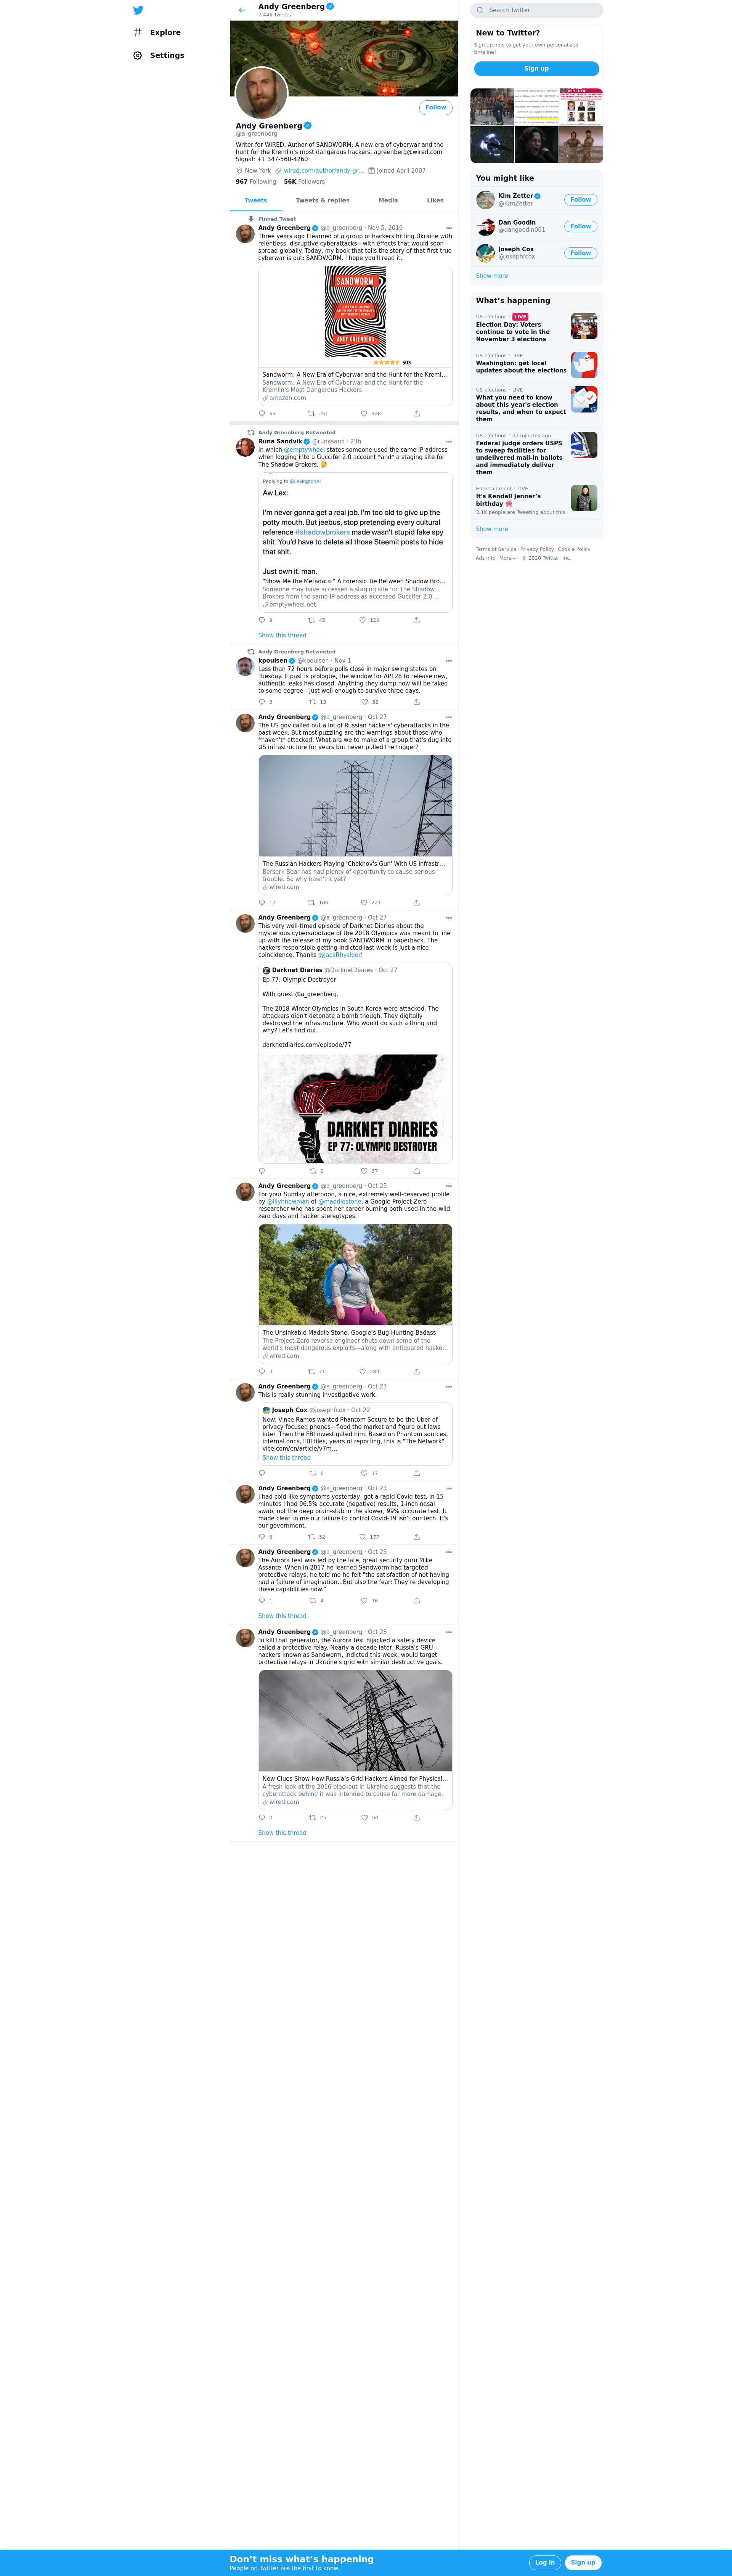 Explore
Settings
Andy Greenberg
7,446 Tweets
Follow
Andy Greenberg
@a_greenberg
Writer for WIRED. Author of SANDWORM: A new era of cyberwar and the
hunt for the Kremlin's most dangerous hackers. agreenberg@wired.com
Signal: +1 347-560-4260
New York wired.com/author/andy-gr… Joined April 2007
967 Following 56K Followers
Tweets Tweets & replies Media Likes
Pinned Tweet
Andy Greenberg @a_greenberg · Nov 5, 2019
Three years ago I learned of a group of hackers hitting Ukraine with
relentless, disruptive cyberattacks—with effects that would soon
spread globally. Today, my book that tells the story of that first true
cyberwar is out: SANDWORM. I hope you'll read it.
SANDWORM
ANDY GREENBERG
503
Sandworm: A New Era of Cyberwar and the Hunt for the Kreml…
Sandworm: A New Era of Cyberwar and the Hunt for the
Kremlin's Most Dangerous Hackers
amazon.com
65 351 928
Andy Greenberg Retweeted
Runa Sandvik @runasand · 23h
In which @emptywheel states someone used the same IP address
when logging into a Guccifer 2.0 account *and* a staging site for
The Shadow Brokers. 🤔
Replying to @LexingtonAl
Aw Lex:
I'm never gonna get a real job. I'm too old to give up the
potty mouth. But jeebus, stop pretending every cultural
reference #shadowbrokers made wasn't stupid fake spy
shit. You'd have to delete all those Steemit posts to hide
that shit.
Just own it, man.
"Show Me the Metadata:" A Forensic Tie Between Shadow Bro…
Someone may have accessed a staging site for The Shadow
Brokers from the same IP address as accessed Guccifer 2.0 …
emptywheel.net
9 45 128
Show this thread
Andy Greenberg Retweeted
kpoulsen @kpoulsen · Nov 1
Less than 72 hours before polls close in major swing states on
Tuesday. If past is prologue, the window for APT28 to release new,
authentic leaks has closed. Anything they dump now will be faked
to some degree-- just well enough to survive three days.
3 13 32
Andy Greenberg @a_greenberg · Oct 27
The US gov called out a lot of Russian hackers' cyberattacks in the
past week. But most puzzling are the warnings about those who
*haven't* attacked. What are we to make of a group that's dug into
US infrastructure for years but never pulled the trigger?
The Russian Hackers Playing 'Chekhov's Gun' With US Infrastr…
Berserk Bear has had plenty of opportunity to cause serious
trouble. So why hasn't it yet?
wired.com
17 106 221
Andy Greenberg @a_greenberg · Oct 27
This very well-timed episode of Darknet Diaries about the
mysterious cybersabotage of the 2018 Olympics was meant to line
up with the release of my book SANDWORM in paperback. The
hackers responsible getting indicted last week is just a nice
coincidence. Thanks @JackRhysider!
Darknet Diaries @DarknetDiaries · Oct 27
Ep 77: Olympic Destroyer
With guest @a_greenberg.
The 2018 Winter Olympics in South Korea were attacked. The
attackers didn't detonate a bomb though. They digitally
destroyed the infrastructure. Who would do such a thing and
why? Let's find out.
darknetdiaries.com/episode/77
DARKNET DIARIES
EP 77: OLYMPIC DESTROYER
8 37
Andy Greenberg @a_greenberg · Oct 25
For your Sunday afternoon, a nice, extremely well-deserved profile
by @lilyhnewman of @maddiestone, a Google Project Zero
researcher who has spent her career burning both used-in-the-wild
zero days and hacker stereotypes.
The Unsinkable Maddie Stone, Google's Bug-Hunting Badass
The Project Zero reverse engineer shuts down some of the
world's most dangerous exploits—along with antiquated hacke…
wired.com
3 71 269
Andy Greenberg @a_greenberg · Oct 23
This is really stunning investigative work.
Joseph Cox @josephfcox · Oct 22
New: Vince Ramos wanted Phantom Secure to be the Uber of
privacy-focused phones—flood the market and figure out laws
later. Then the FBI investigated him. Based on Phantom sources,
internal docs, FBI files, years of reporting, this is "The Network"
vice.com/en/article/v7m…
Show this thread
6 17
Andy Greenberg @a_greenberg · Oct 23
I had cold-like symptoms yesterday, got a rapid Covid test. In 15
minutes I had 96.5% accurate (negative) results, 1-inch nasal
swab, not the deep brain-stab in the slower, 99% accurate test. It
made clear to me our failure to control Covid-19 isn't our tech. It's
our government.
6 32 177
Andy Greenberg @a_greenberg · Oct 23
The Aurora test was led by the late, great security guru Mike
Assante. When in 2017 he learned Sandworm had targeted
protective relays, he told me he felt "the satisfaction of not having
had a failure of imagination...But also the fear: They're developing
these capabilities now."
1 4 16
Show this thread
Andy Greenberg @a_greenberg · Oct 23
To kill that generator, the Aurora test hijacked a safety device
called a protective relay. Nearly a decade later, Russia's GRU
hackers known as Sandworm, indicted this week, would target
protective relays in Ukraine's grid with similar destructive goals.
New Clues Show How Russia's Grid Hackers Aimed for Physical…
A fresh look at the 2016 blackout in Ukraine suggests that the
cyberattack behind it was intended to cause far more damage.
wired.com
3 25 50
Show this thread
Search Twitter
New to Twitter?
Sign up now to get your own personalized
timeline!
Sign up
You might like
Kim Zetter
@KimZetter
Follow
Dan Goodin
@dangoodin001
Follow
Joseph Cox
@josephfcox
Follow
Show more
What's happening
US elections · LIVE
Election Day: Voters
continue to vote in the
November 3 elections
US elections · LIVE
Washington: get local
updates about the elections
US elections · LIVE
What you need to know
about this year's election
results, and when to expect
them
US elections · 37 minutes ago
Federal judge orders USPS
to sweep facilities for
undelivered mail-in ballots
and immediately deliver
them
Entertainment · LIVE
It's Kendall Jenner's
birthday 🎂
3.1K people are Tweeting about this
Show more
Terms of Service Privacy Policy Cookie Policy
Ads info More ··· © 2020 Twitter, Inc.
Don't miss what's happening
People on Twitter are the first to know.
Log in Sign up